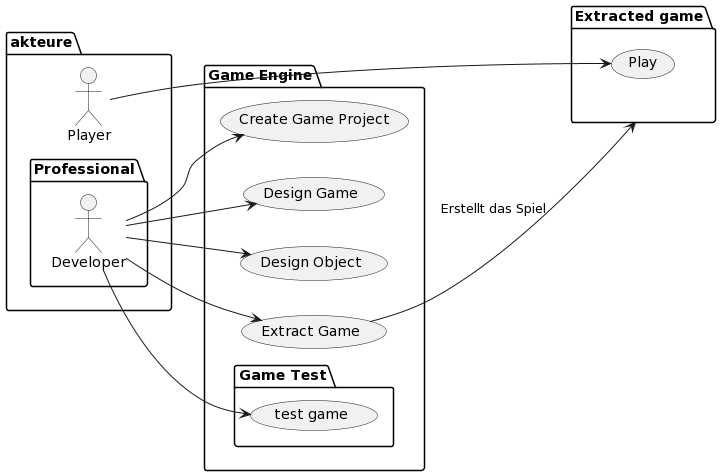 akteure
Player
Professional
Developer
Game Engine
Create Game Project
Design Game
Design Object
Extract Game
Game Test
test game
Erstellt das Spiel
Extracted game
Play